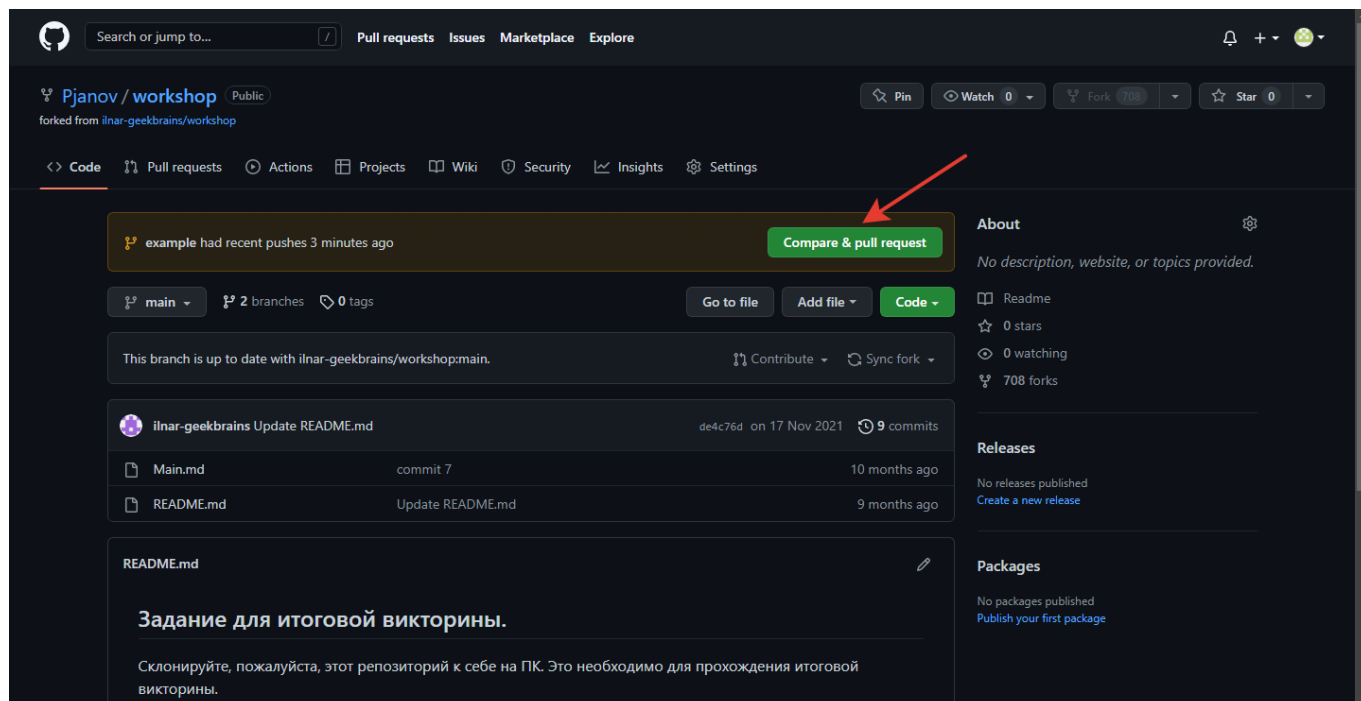 Search or jump to... /
Pull requests Issues Marketplace Explore
Pjanov / workshop Public
Pin Watch 0 Fork 708 Star 0
forked from ilnar-geekbrains/workshop
Code Pull requests Actions Projects Wiki Security Insights Settings
example had recent pushes 3 minutes ago
Compare & pull request
main 2 branches 0 tags
Go to file Add file Code
This branch is up to date with ilnar-geekbrains/workshop:main.
Contribute Sync fork
ilnar-geekbrains Update README.md de4c76d on 17 Nov 2021 9 commits
Main.md commit 7 10 months ago
README.md Update README.md 9 months ago
README.md
Задание для итоговой викторины.
Склонируйте, пожалуйста, этот репозиторий к себе на ПК. Это необходимо для прохождения итоговой
викторины.
About
No description, website, or topics provided.
Readme
0 stars
0 watching
708 forks
Releases
No releases published
Create a new release
Packages
No packages published
Publish your first package